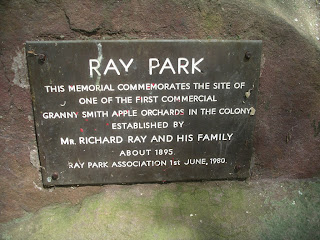 RAY PARK
THIS MEMORIAL COMMEMORATES THE SITE OF
ONE OF THE FIRST COMMERCIAL
GRANNY SMITH APPLE ORCHARDS IN THE COLONY
ESTABLISHED BY
MR. RICHARD RAY AND HIS FAMILY
ABOUT 1895.
RAY PARK ASSOCIATION 1ST JUNE, 1980.